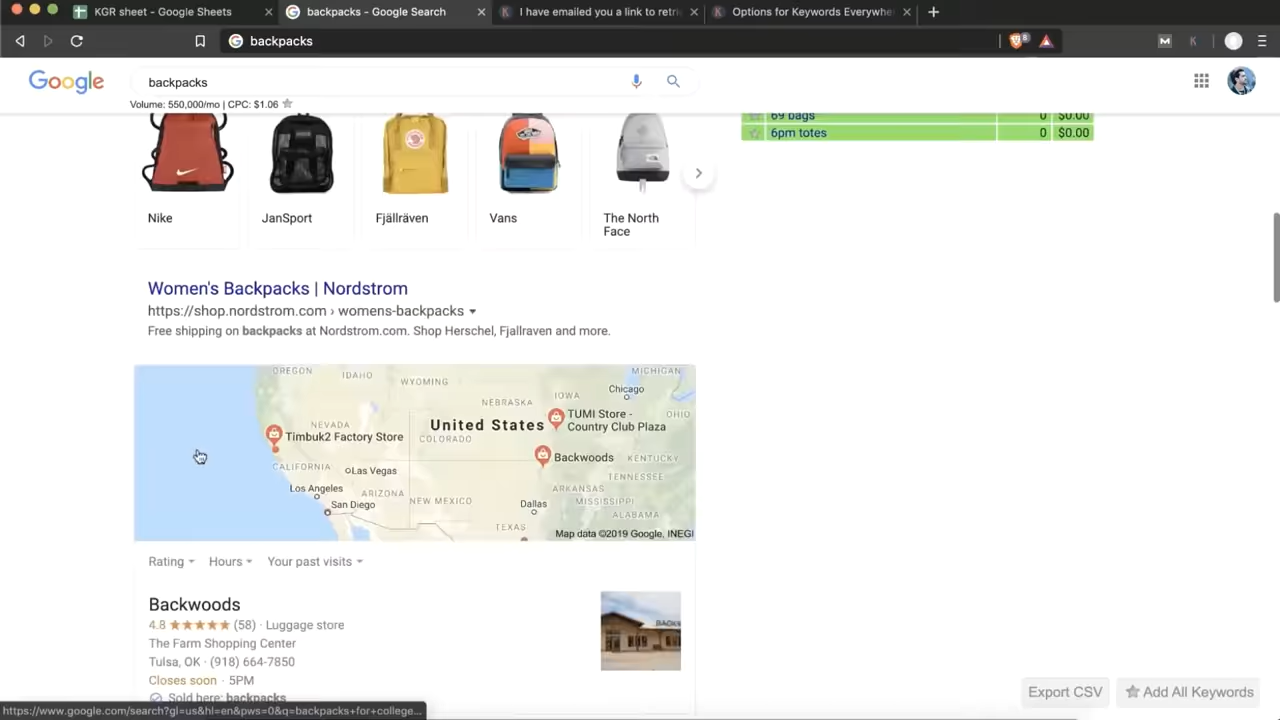 KGR sheet - Google Sheets
backpacks - Google Search
I have emailed you a link to retri
Options for Keywords Everywhe
backpacks
8
M
K
Google
backpacks
Volume: 550,000/mo | CPC: $1.06
69 bags 0 $0.00
6pm totes 0 $0.00
Nike
JanSport
Fjällräven
Vans
The North
Face
Women's Backpacks | Nordstrom
https://shop.nordstrom.com › womens-backpacks
Free shipping on backpacks at Nordstrom.com. Shop Herschel, Fjallraven and more.
OREGON
IDAHO
WYOMING
MICHIGAN
Chicago
IOWA
NEBRASKA
OHIO
TUMI Store -
Country Club Plaza
NEVADA
United States
Timbuk2 Factory Store
COLORADO
Backwoods
KENTUCKY
CALIFORNIA
Las Vegas
TENNESSEE
Los Angeles
ARIZONA
NEW MEXICO
ARKANSAS
MISSISSIPPI
San Diego
Dallas
ALABAMA
TEXAS
Map data ©2019 Google, INEGI
Rating
Hours
Your past visits
Backwoods
4.8 ★★★★★ (58) · Luggage store
The Farm Shopping Center
Tulsa, OK · (918) 664-7850
Closes soon · 5PM
Sold here: backpacks
Export CSV
Add All Keywords
https://www.google.com/search?gl=us&hl=en&pws=0&q=backpacks+for+college...